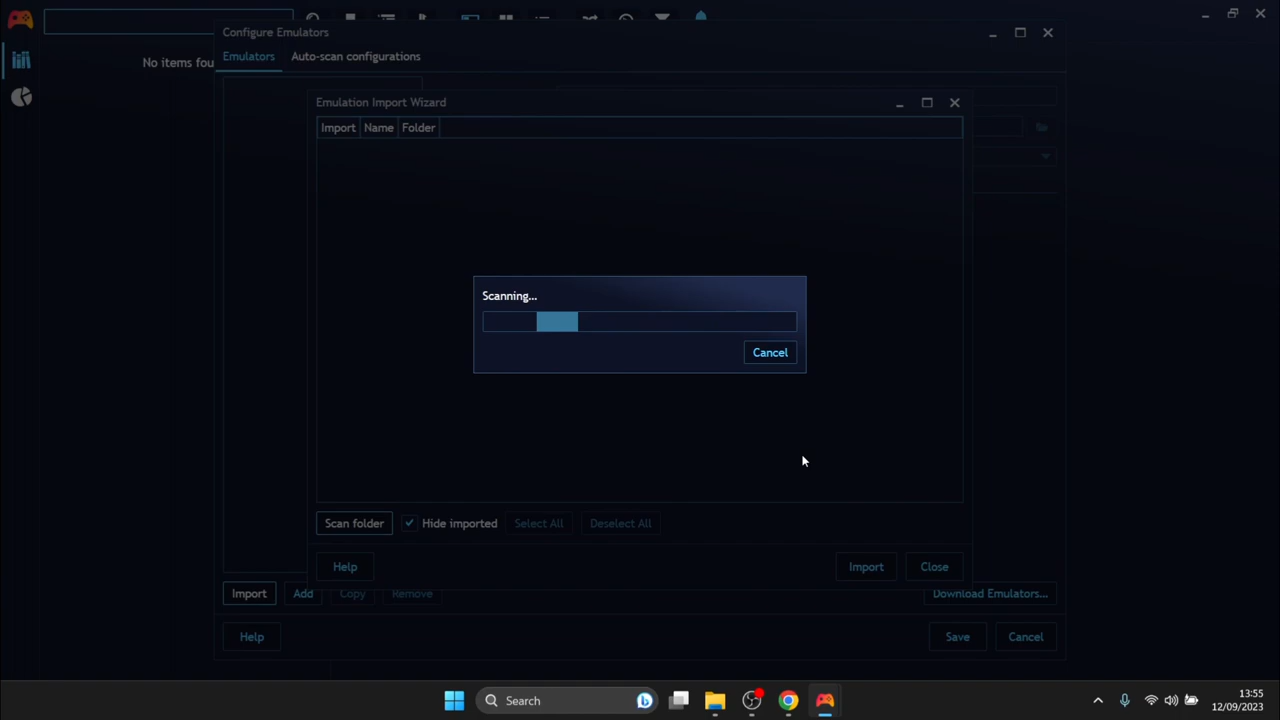 Configure Emulators
Emulators
Auto-scan configurations
No items fou
Emulation Import Wizard
Import
Name
Folder
Scanning...
Cancel
Scan folder
Hide imported
Select All
Deselect All
Help
Import
Close
Import
Add
Copy
Remove
Download Emulators...
Help
Save
Cancel
Search
13:55
12/09/2023